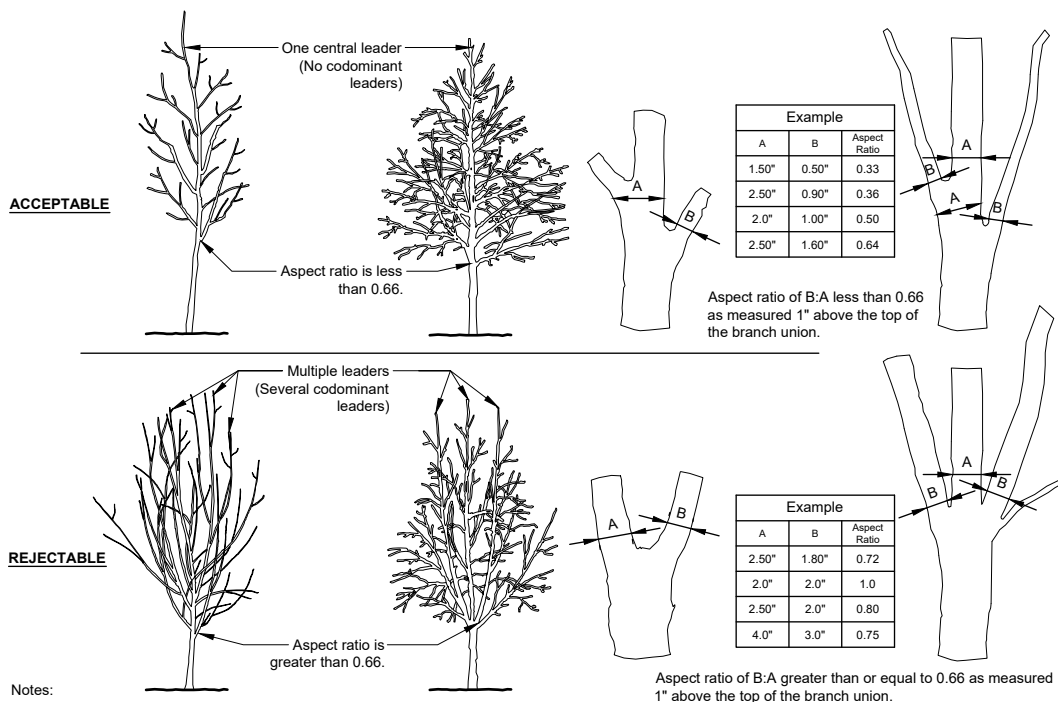 One central leader
(No codominant
leaders)
ACCEPTABLE
Aspect ratio is less
than 0.66.
A
B
Example
A B Aspect Ratio
1.50" 0.50" 0.33
2.50" 0.90" 0.36
2.0" 1.00" 0.50
2.50" 1.60" 0.64
A
B
A
B
Aspect ratio of B:A less than 0.66
as measured 1" above the top of
the branch union.
Multiple leaders
(Several codominant
leaders)
REJECTABLE
Aspect ratio is
greater than 0.66.
A
B
Example
A B Aspect Ratio
2.50" 1.80" 0.72
2.0" 2.0" 1.0
2.50" 2.0" 0.80
4.0" 3.0" 0.75
A
B
B
Aspect ratio of B:A greater than or equal to 0.66 as measured
1" above the top of the branch union.
Notes: